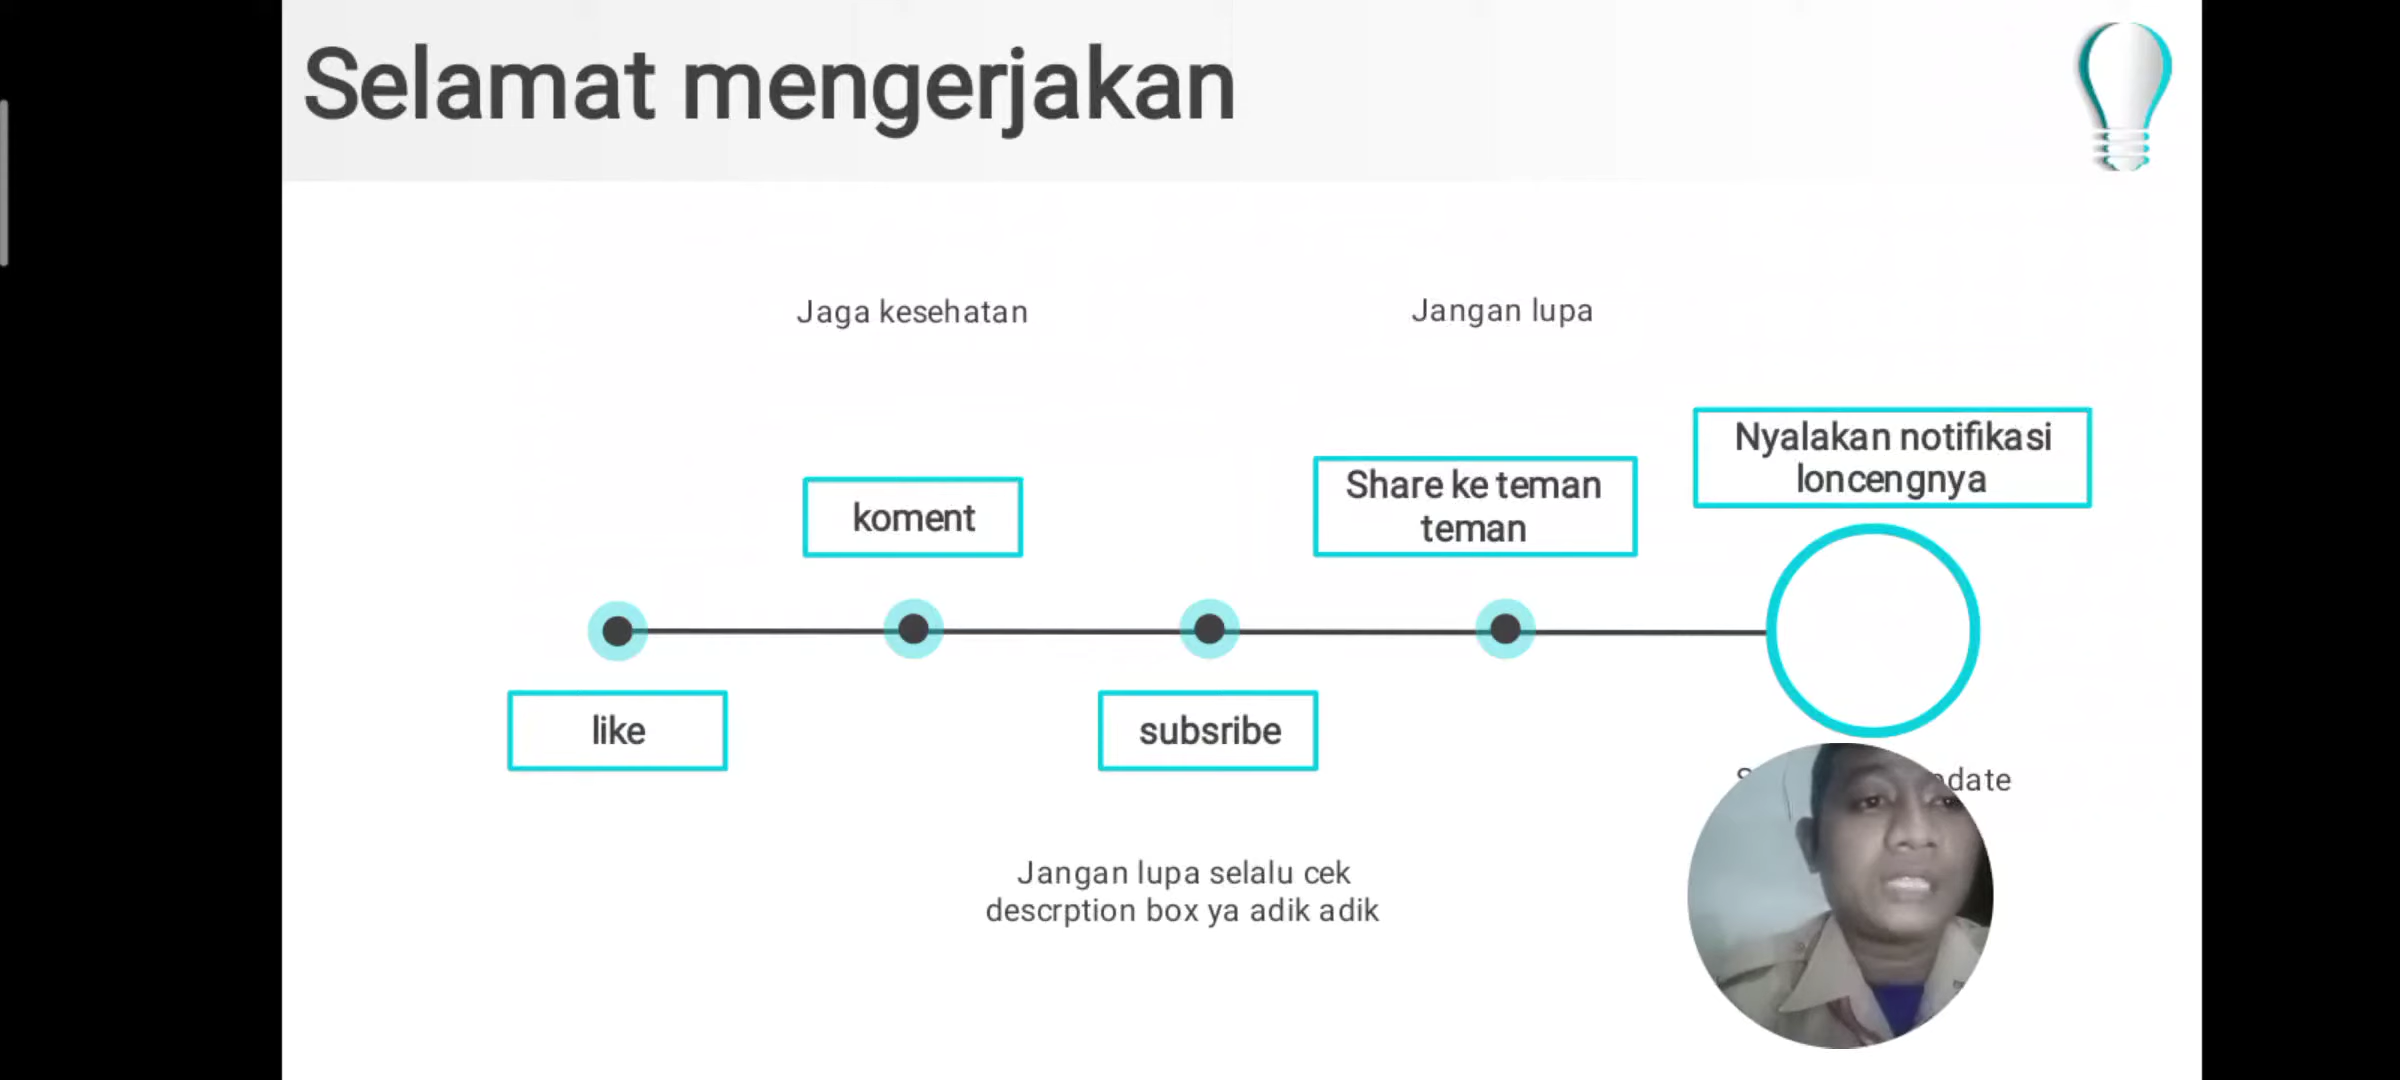 Selamat mengerjakan
Jaga kesehatan
Jangan lupa
Nyalakan notifikasi
loncengnya
koment
Share ke teman
teman
like
subsribe
Jangan lupa selalu cek
descrption box ya adik adik